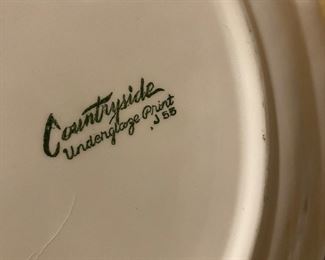 Countryside
Underglaze Print
J 55